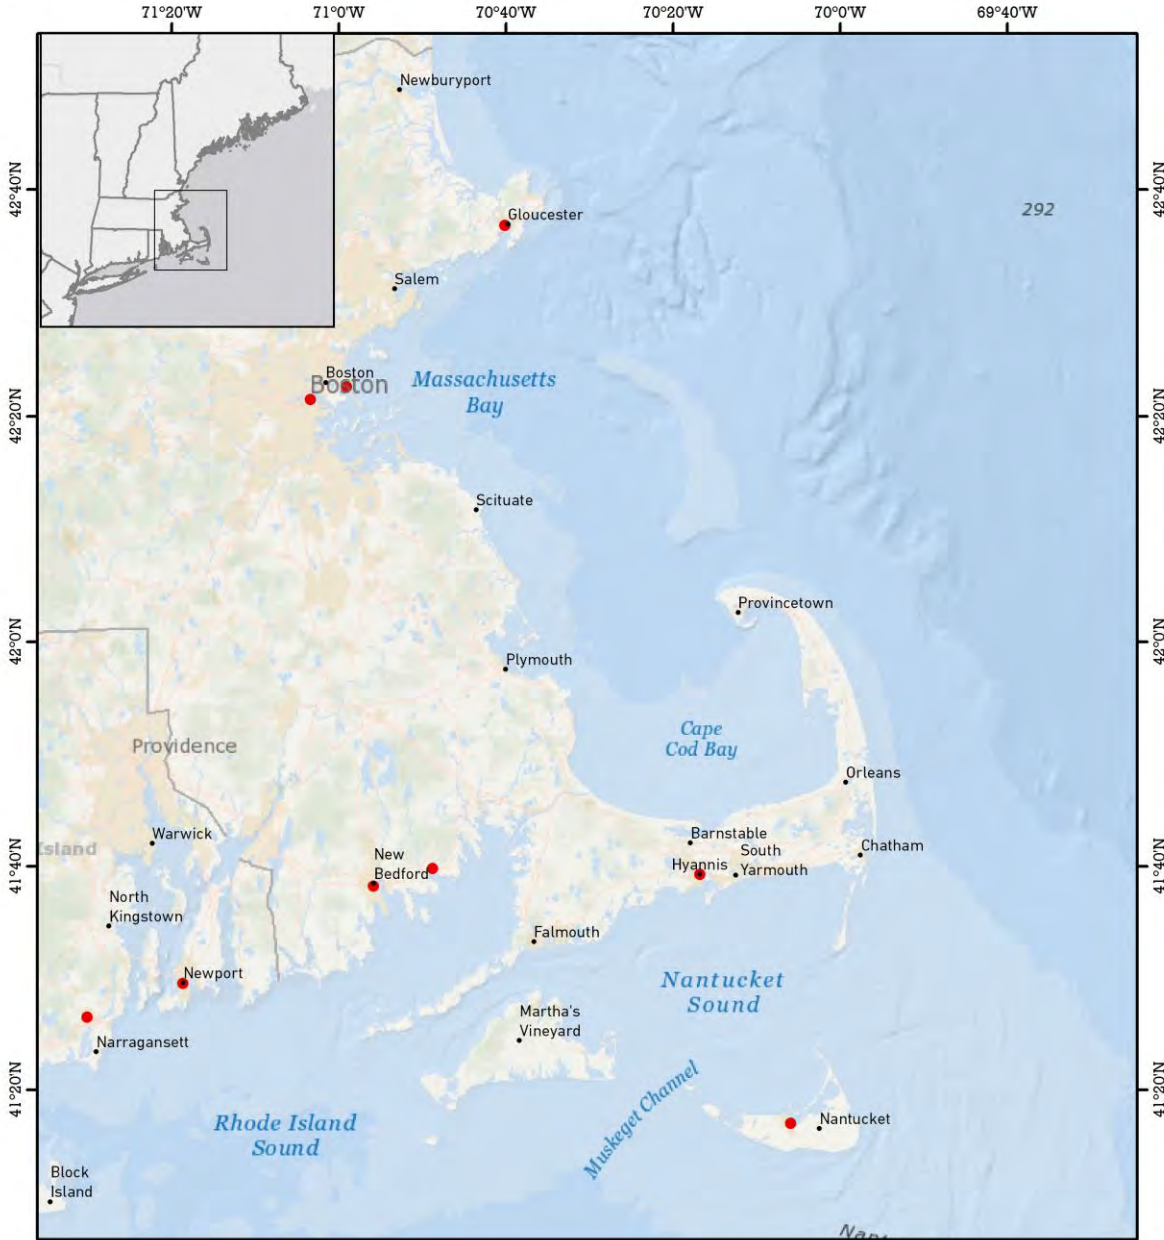 71°20'W 71°0'W 70°40'W 70°20'W 70°0'W 69°40'W
Newburyport
42°40'N 42°40'N
292
Gloucester
Salem
Boston
Boston
Massachusetts
Bay
42°20'N 42°20'N
Scituate
Provincetown
42°0'N 42°0'N
Plymouth
Cape
Cod Bay
Providence
Orleans
Warwick
Barnstable
Island
Chatham
41°40'N 41°40'N
New
Bedford
Hyannis
South
Yarmouth
North
Kingstown
Falmouth
Newport
Nantucket
Sound
Martha's
Vineyard
Narragansett
41°20'N 41°20'N
Muskeget Channel
Rhode Island
Sound
Nantucket
Block
Island